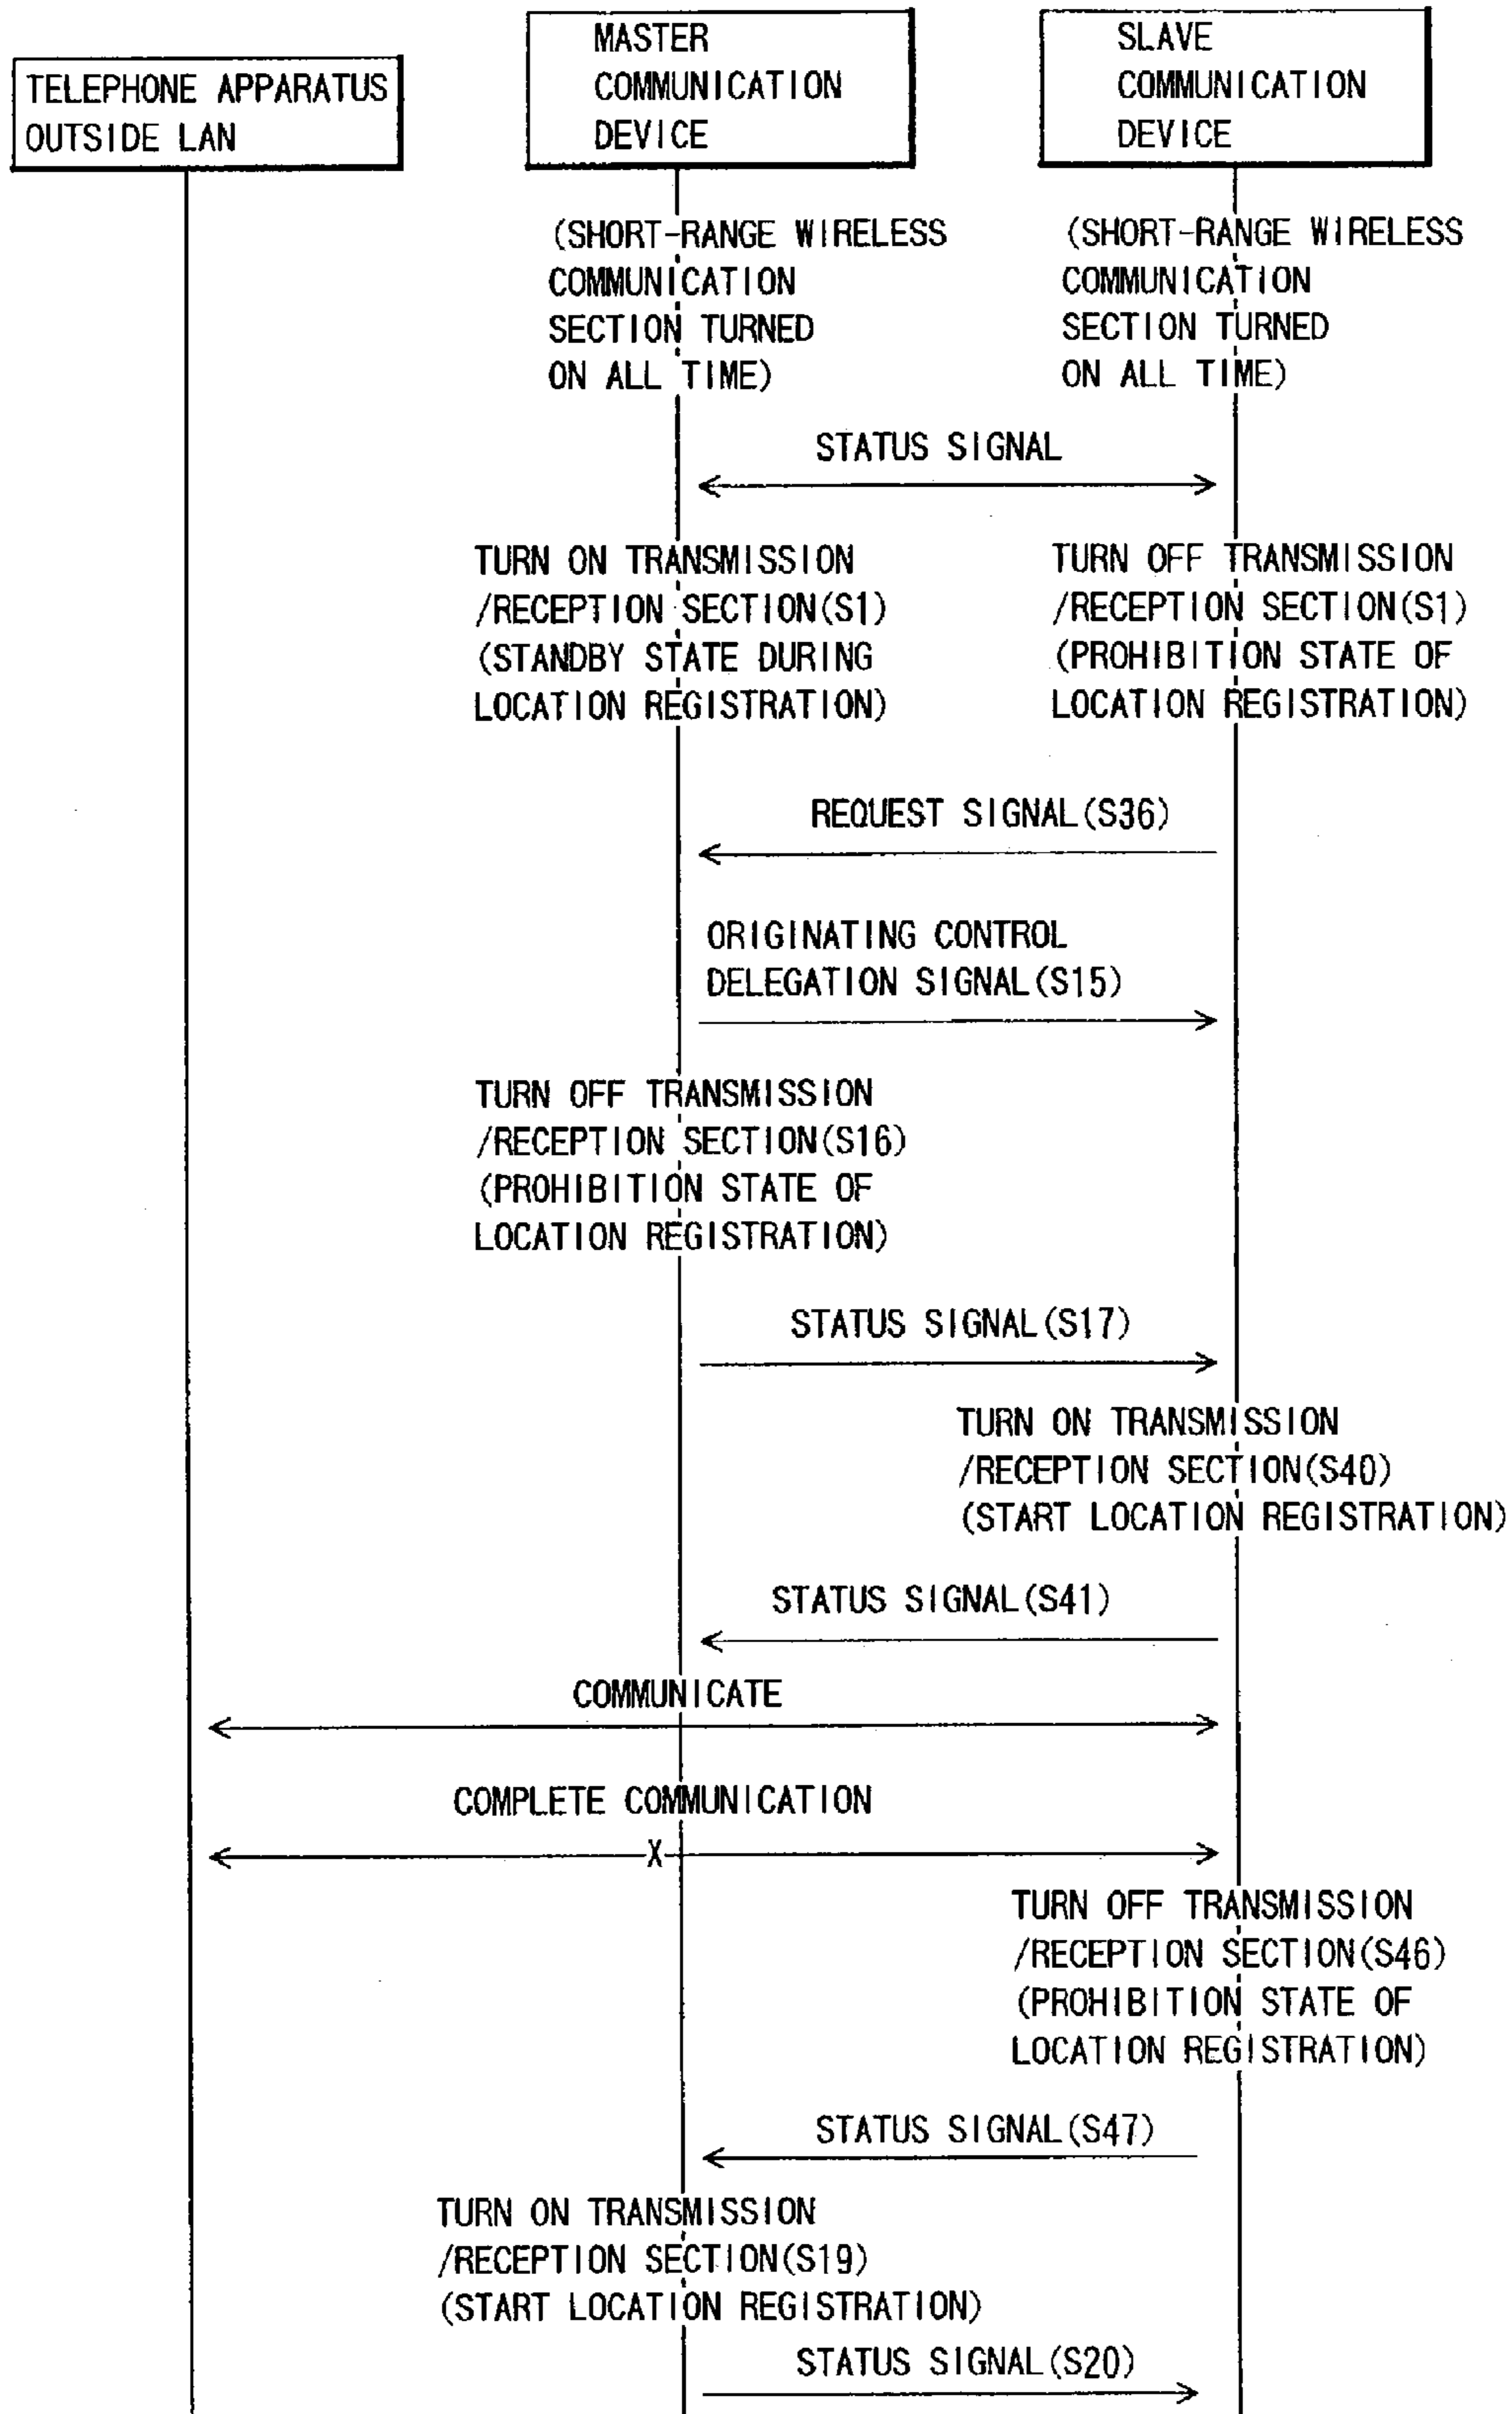 TELEPHONE APPARATUS
OUTSIDE LAN
MASTER
COMMUNICATION
DEVICE
SLAVE
COMMUNICATION
DEVICE
(SHORT-RANGE WIRELESS
COMMUNICATION
SECTION TURNED
ON ALL TIME)
(SHORT-RANGE WIRELESS
COMMUNICATION
SECTION TURNED
ON ALL TIME)
STATUS SIGNAL
TURN ON TRANSMISSION
/RECEPTION SECTION(S1)
(STANDBY STATE DURING
LOCATION REGISTRATION)
TURN OFF TRANSMISSION
/RECEPTION SECTION(S1)
(PROHIBITION STATE OF
LOCATION REGISTRATION)
REQUEST SIGNAL(S36)
ORIGINATING CONTROL
DELEGATION SIGNAL(S15)
TURN OFF TRANSMISSION
/RECEPTION SECTION(S16)
(PROHIBITION STATE OF
LOCATION REGISTRATION)
STATUS SIGNAL(S17)
TURN ON TRANSMISSION
/RECEPTION SECTION(S40)
(START LOCATION REGISTRATION)
STATUS SIGNAL(S41)
COMMUNICATE
COMPLETE COMMUNICATION
X
TURN OFF TRANSMISSION
/RECEPTION SECTION(S46)
(PROHIBITION STATE OF
LOCATION REGISTRATION)
STATUS SIGNAL(S47)
TURN ON TRANSMISSION
/RECEPTION SECTION(S19)
(START LOCATION REGISTRATION)
STATUS SIGNAL(S20)